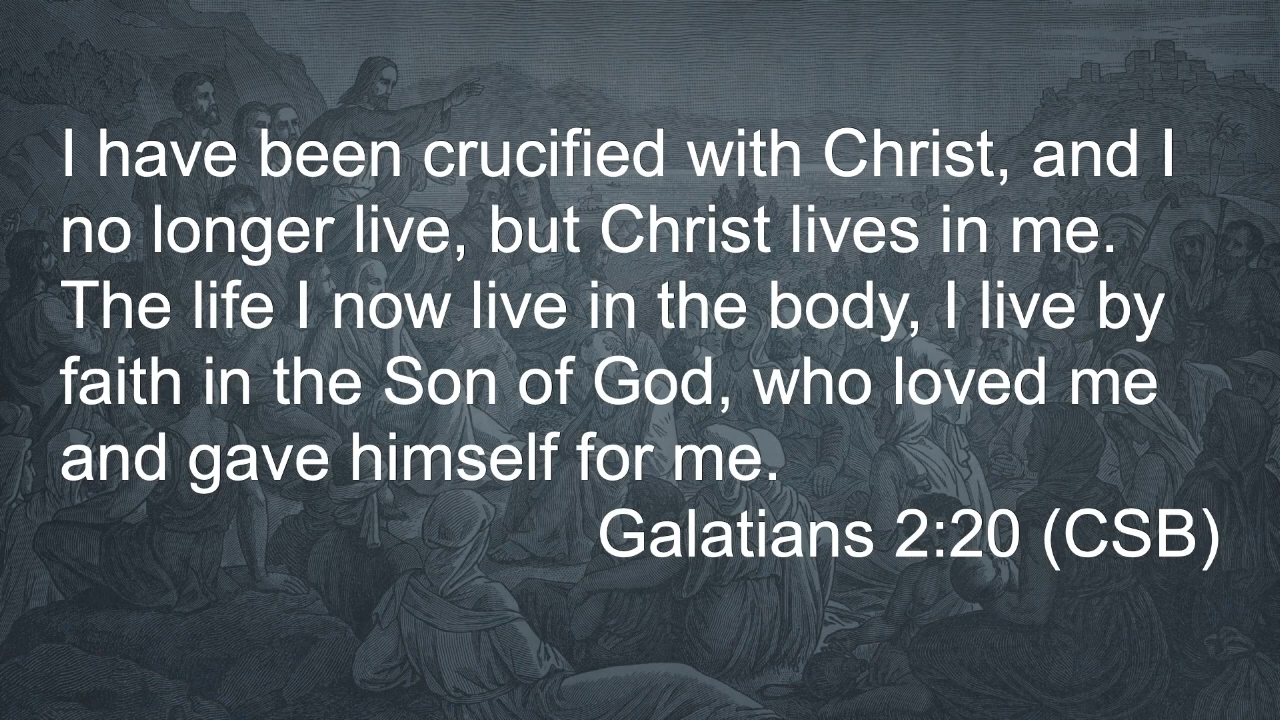 I have been crucified with Christ, and I
no longer live, but Christ lives in me.
The life I now live in the body, I live by
faith in the Son of God, who loved me
and gave himself for me.
Galatians 2:20 (CSB)